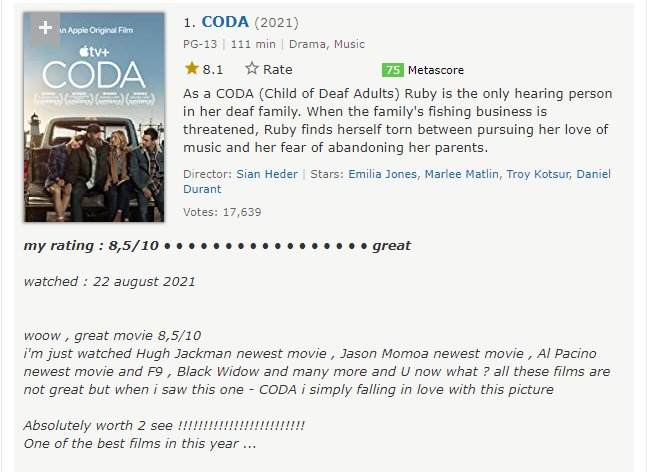 An Apple Original Film
tv+
CODA
1. CODA (2021)
PG-13 | 111 min | Drama, Music
8.1 Rate 75 Metascore
As a CODA (Child of Deaf Adults) Ruby is the only hearing person
in her deaf family. When the family's fishing business is
threatened, Ruby finds herself torn between pursuing her love of
music and her fear of abandoning her parents.
Director: Sian Heder | Stars: Emilia Jones, Marlee Matlin, Troy Kotsur, Daniel
Durant
Votes: 17,639
my rating : 8,5/10 • • • • • • • • • • • • • • • • • great
watched : 22 august 2021
woow , great movie 8,5/10
i'm just watched Hugh Jackman newest movie , Jason Momoa newest movie , Al Pacino
newest movie and F9 , Black Widow and many more and U now what ? all these films are
not great but when i saw this one - CODA i simply falling in love with this picture
Absolutely worth 2 see !!!!!!!!!!!!!!!!!!!!!!!!!
One of the best films in this year ...